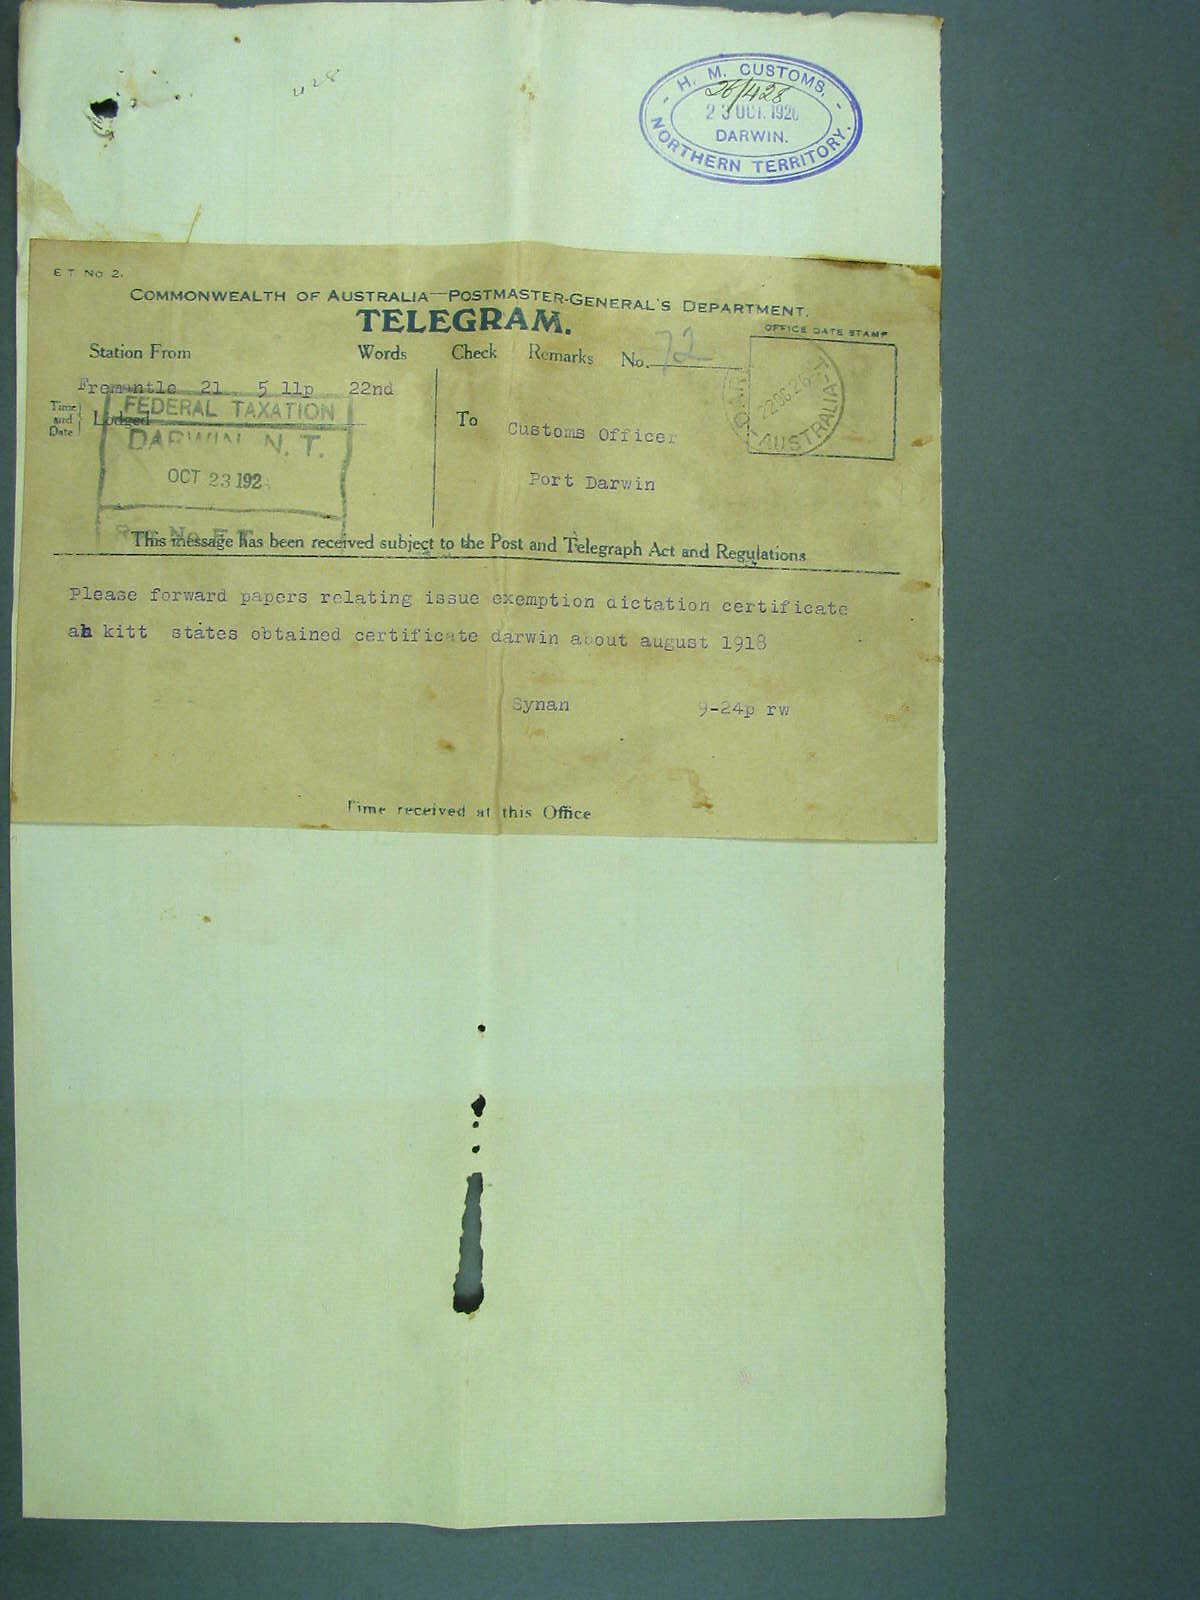 428
H. M. CUSTOMS,
26/428
23 OCT. 1926
DARWIN.
NORTHERN TERRITORY.
E T No 2.
COMMONWEALTH OF AUSTRALIA—POSTMASTER-GENERAL'S DEPARTMENT.
TELEGRAM.
OFFICE DATE STAMP
Station From Words Check Remarks No. 72
Fremantle 21 5 11p 22nd
Time and Date Lodged
To Customs Officer
Port Darwin
22OC26
AUSTRALIA
FEDERAL TAXATION
DARWIN N. T.
OCT 23 192
This message has been received subject to the Post and Telegraph Act and Regulations
Please forward papers relating issue exemption dictation certificate
ah kitt states obtained certificate darwin about august 1918
Synan 9-24p rw
Time received at this Office